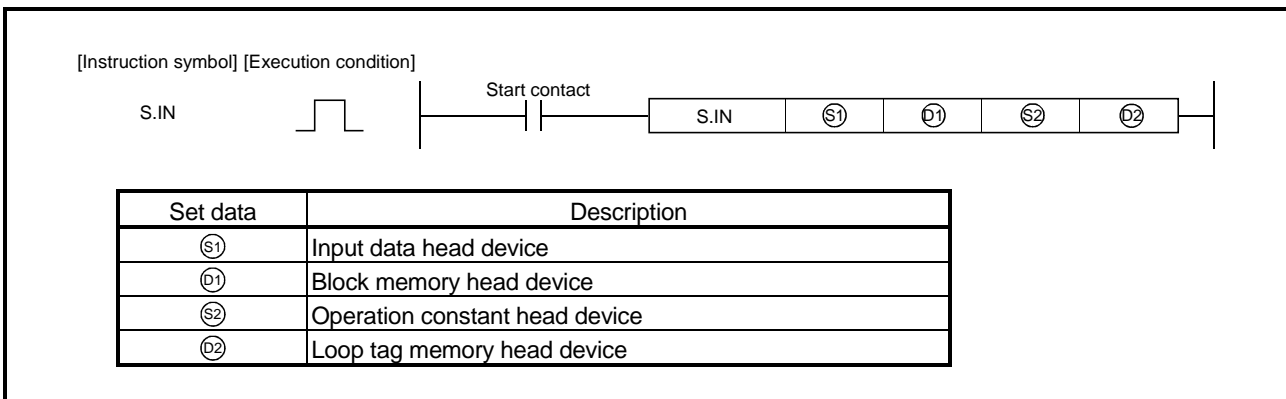 [Instruction symbol] [Execution condition]
Start contact
S.IN S.IN S1 D1 S2 D2
Set data Description
S1 Input data head device
D1 Block memory head device
S2 Operation constant head device
D2 Loop tag memory head device